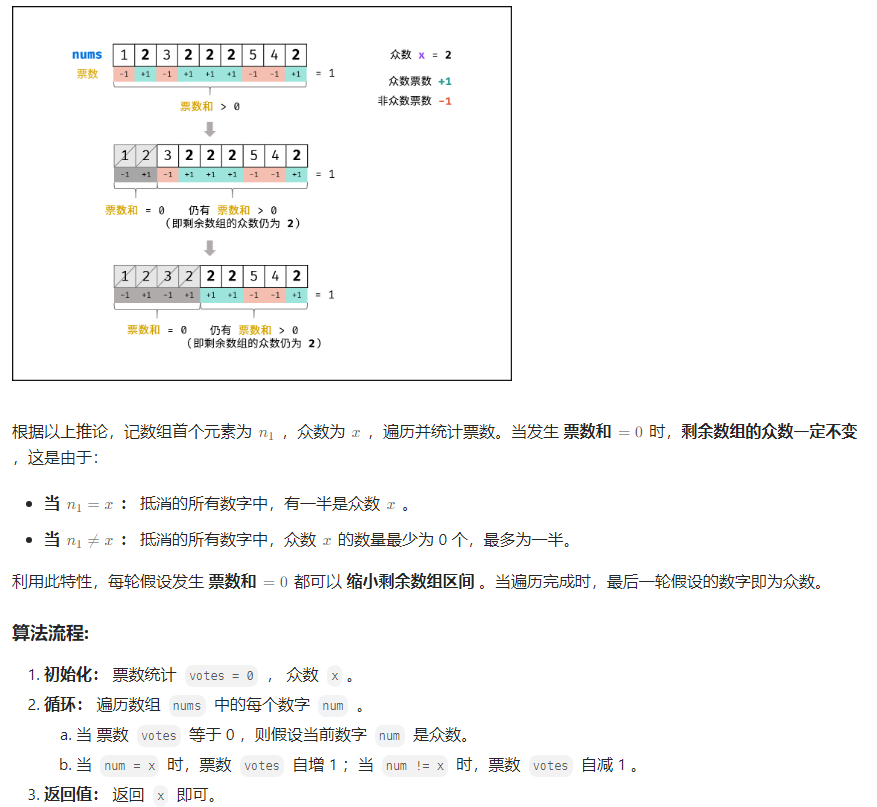 nums 1 2 3 2 2 2 5 4 2 众数 x = 2
票数 -1 +1 -1 +1 +1 +1 -1 -1 +1 = 1 众数票数 +1
非众数票数 -1
票数和 > 0
1 2 3 2 2 2 5 4 2
-1 +1 -1 +1 +1 +1 -1 -1 +1 = 1
票数和 = 0 仍有 票数和 > 0
(即剩余数组的众数仍为 2)
1 2 3 2 2 2 5 4 2
-1 +1 -1 +1 +1 +1 -1 -1 +1 = 1
票数和 = 0 仍有 票数和 > 0
(即剩余数组的众数仍为 2)
根据以上推论，记数组首个元素为 n₁ ，众数为 x ，遍历并统计票数。当发生 票数和 = 0 时，剩余数组的众数一定不变
，这是由于：
• 当 n₁ = x ： 抵消的所有数字中，有一半是众数 x 。
• 当 n₁ ≠ x ： 抵消的所有数字中，众数 x 的数量最少为 0 个，最多为一半。
利用此特性，每轮假设发生 票数和 = 0 都可以 缩小剩余数组区间 。当遍历完成时，最后一轮假设的数字即为众数。
算法流程:
1. 初始化： 票数统计 votes = 0 ， 众数 x 。
2. 循环： 遍历数组 nums 中的每个数字 num 。
a. 当 票数 votes 等于 0 ，则假设当前数字 num 是众数。
b. 当 num = x 时，票数 votes 自增 1 ；当 num != x 时，票数 votes 自减 1 。
3. 返回值： 返回 x 即可。